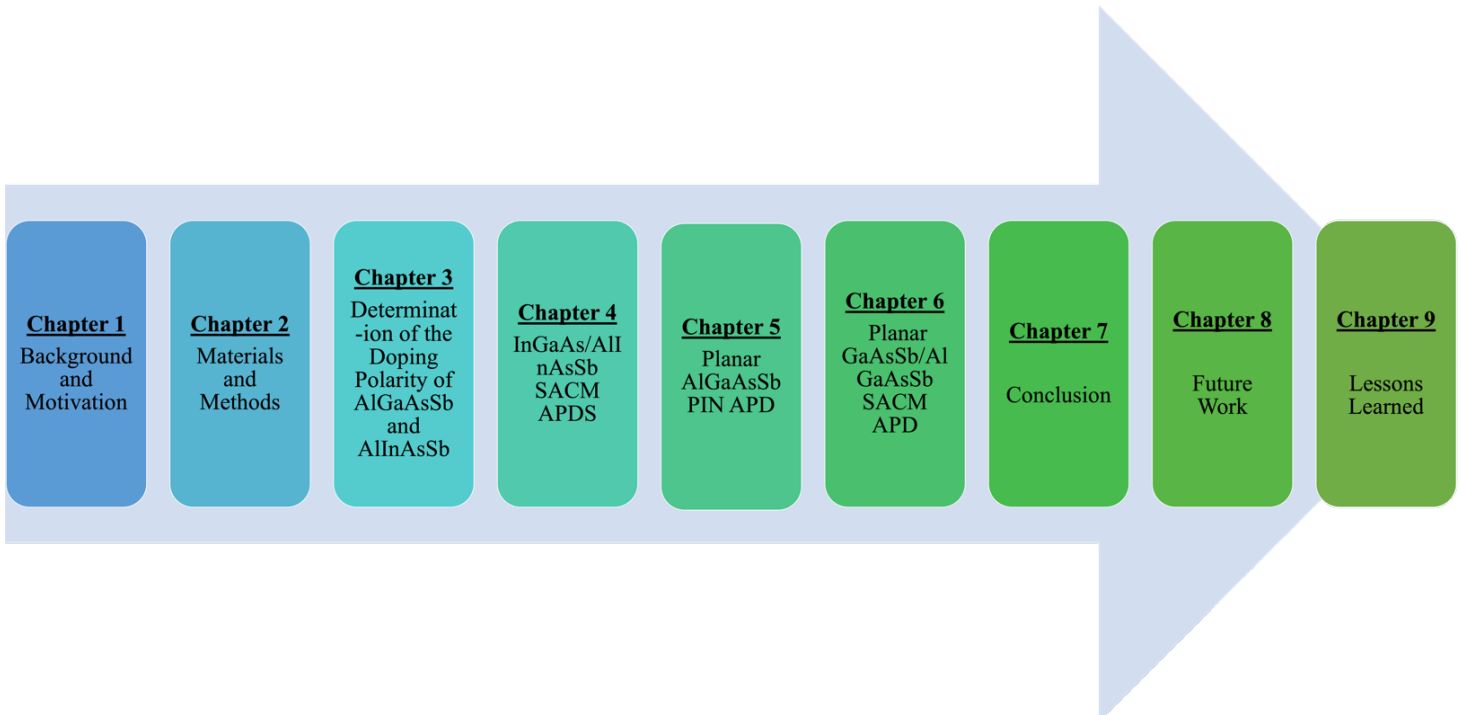 Chapter 1
Background
and
Motivation
Chapter 2
Materials
and
Methods
Chapter 3
Determinat
-ion of the
Doping
Polarity of
AlGaAsSb
and
AlInAsSb
Chapter 4
InGaAs/AlI
nAsSb
SACM
APDS
Chapter 5
Planar
AlGaAsSb
PIN APD
Chapter 6
Planar
GaAsSb/Al
GaAsSb
SACM
APD
Chapter 7
Conclusion
Chapter 8
Future
Work
Chapter 9
Lessons
Learned